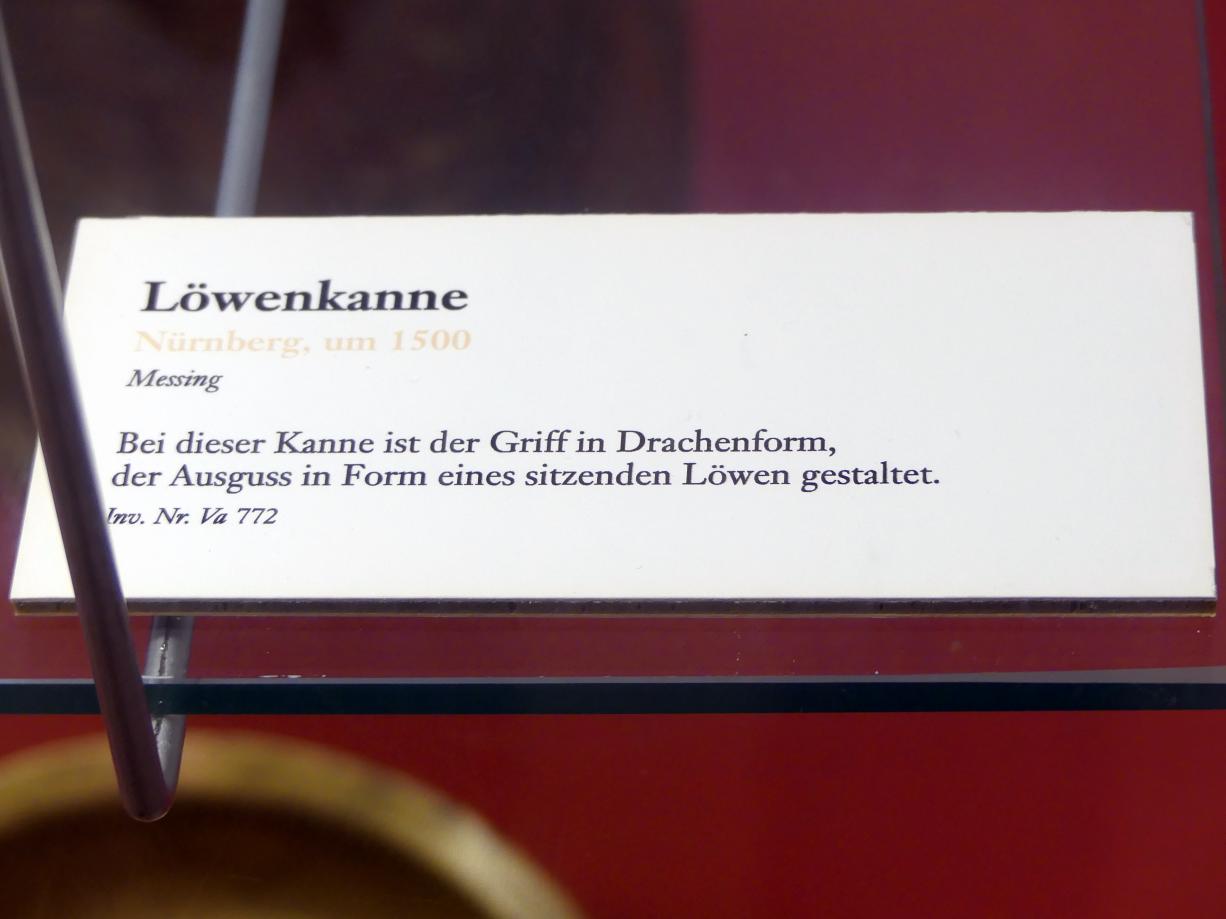 Löwenkanne
Nürnberg, um 1500
Messing
Bei dieser Kanne ist der Griff in Drachenform,
der Ausguss in Form eines sitzenden Löwen gestaltet.
Inv. Nr. Va 772